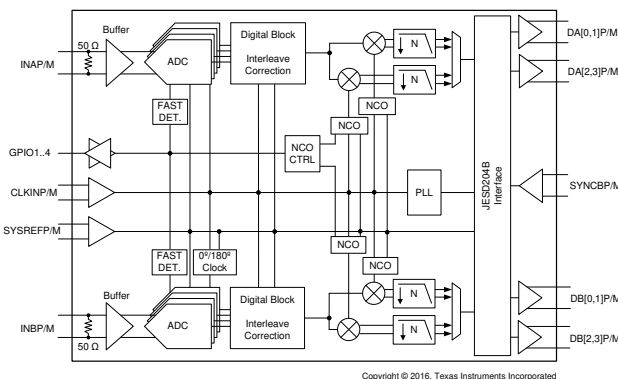 Buffer
50 Ω
INAP/M
ADC
Digital Block
Interleave
Correction
N
N
DA[0,1]P/M
DA[2,3]P/M
FAST
DET.
NCO
NCO
GPIO1..4
NCO
CTRL
CLKINP/M
PLL
JESD204B
Interface
SYNCBP/M
SYSREFP/M
FAST
DET.
0º/180º
Clock
NCO
NCO
Buffer
INBP/M
50 Ω
ADC
Digital Block
Interleave
Correction
N
N
DB[0,1]P/M
DB[2,3]P/M
Copyright © 2016, Texas Instruments Incorporated